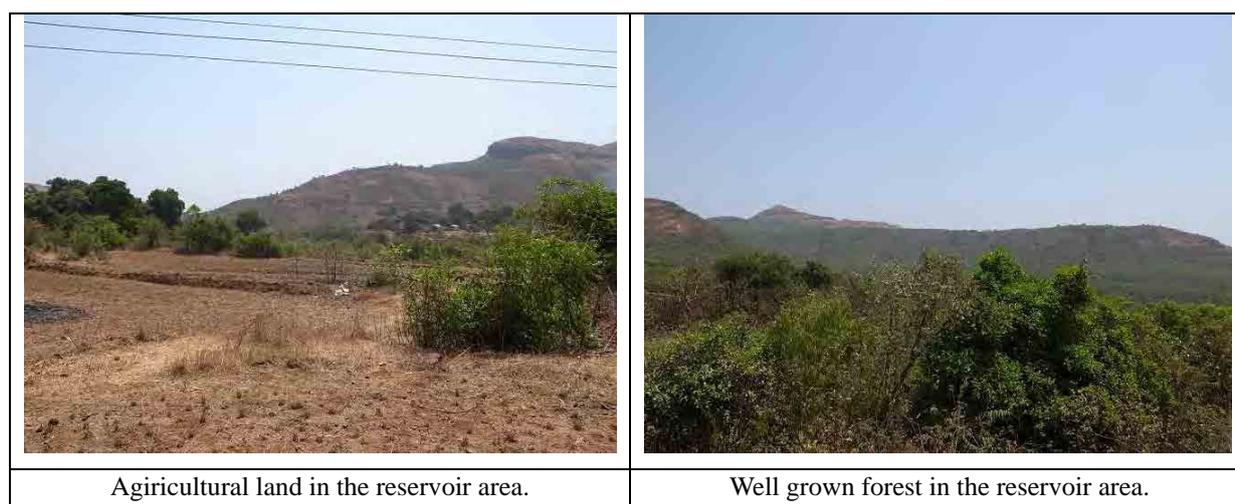 Agiricultural land in the reservoir area.
Well grown forest in the reservoir area.